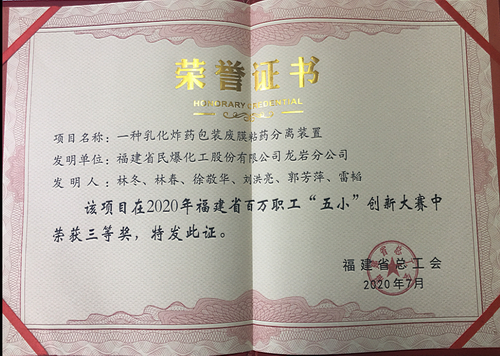 荣誉证书
HONORARY CREDENTIAL
项目名称：一种乳化炸药包装废膜粘药分离装置
发明单位：福建省民爆化工股份有限公司龙岩分公司
发 明 人：林冬、林春、徐敬华、刘洪亮、郭芳萍、雷韬
该项目在2020年福建省百万职工“五小”创新大赛中
荣获三等奖，特发此证。
福建省总工会
2020年7月